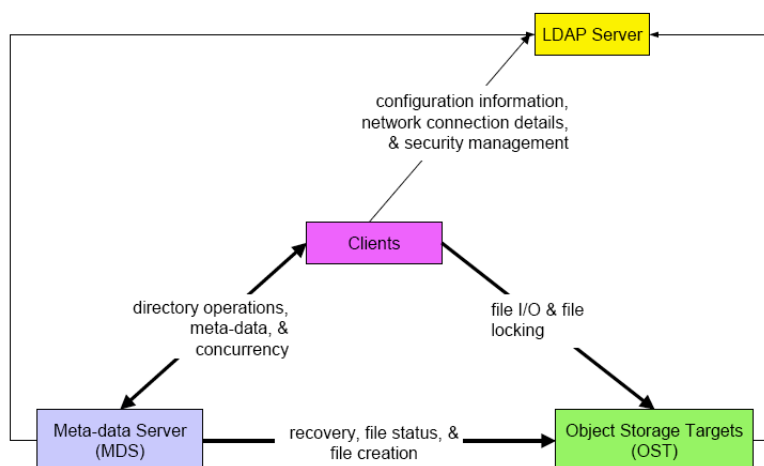 LDAP Server
configuration information,
network connection details,
& security management
Clients
directory operations,
meta-data, &
concurrency
file I/O & file
locking
Meta-data Server
(MDS)
recovery, file status, &
file creation
Object Storage Targets
(OST)